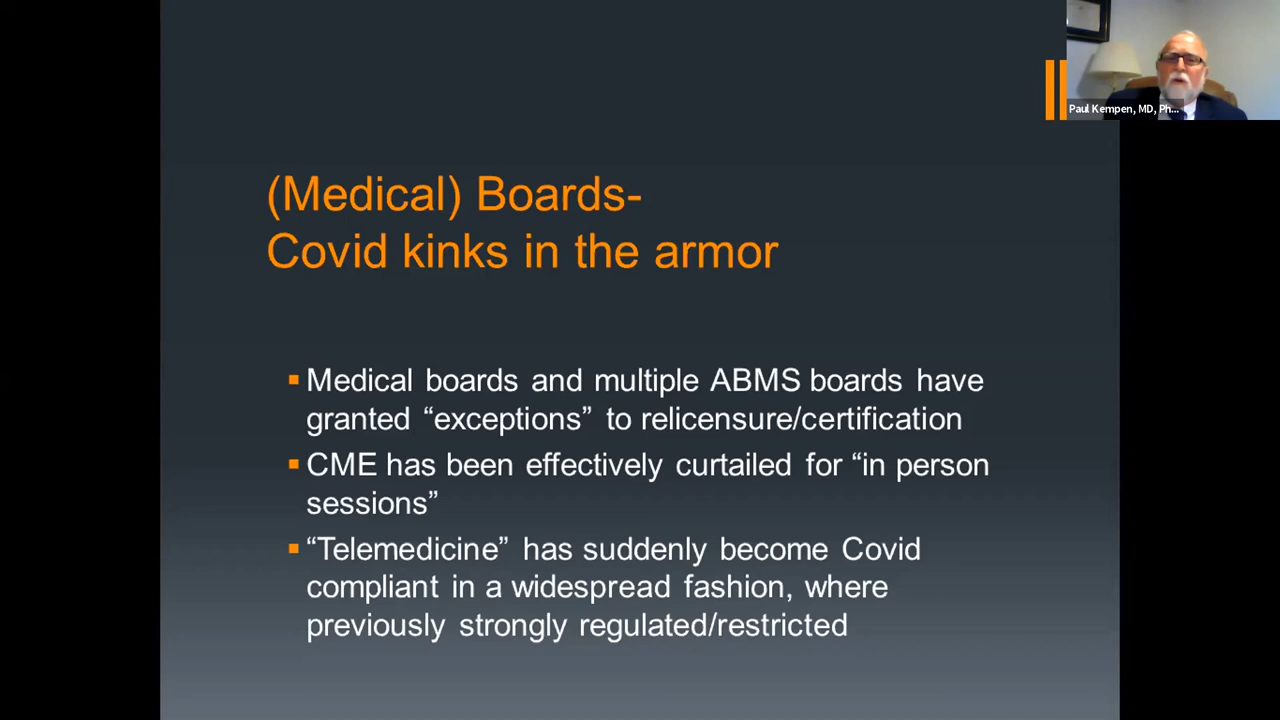 Paul Kempen, MD, Ph...
(Medical) Boards-
Covid kinks in the armor
Medical boards and multiple ABMS boards have
granted “exceptions” to relicensure/certification
CME has been effectively curtailed for “in person
sessions”
“Telemedicine” has suddenly become Covid
compliant in a widespread fashion, where
previously strongly regulated/restricted